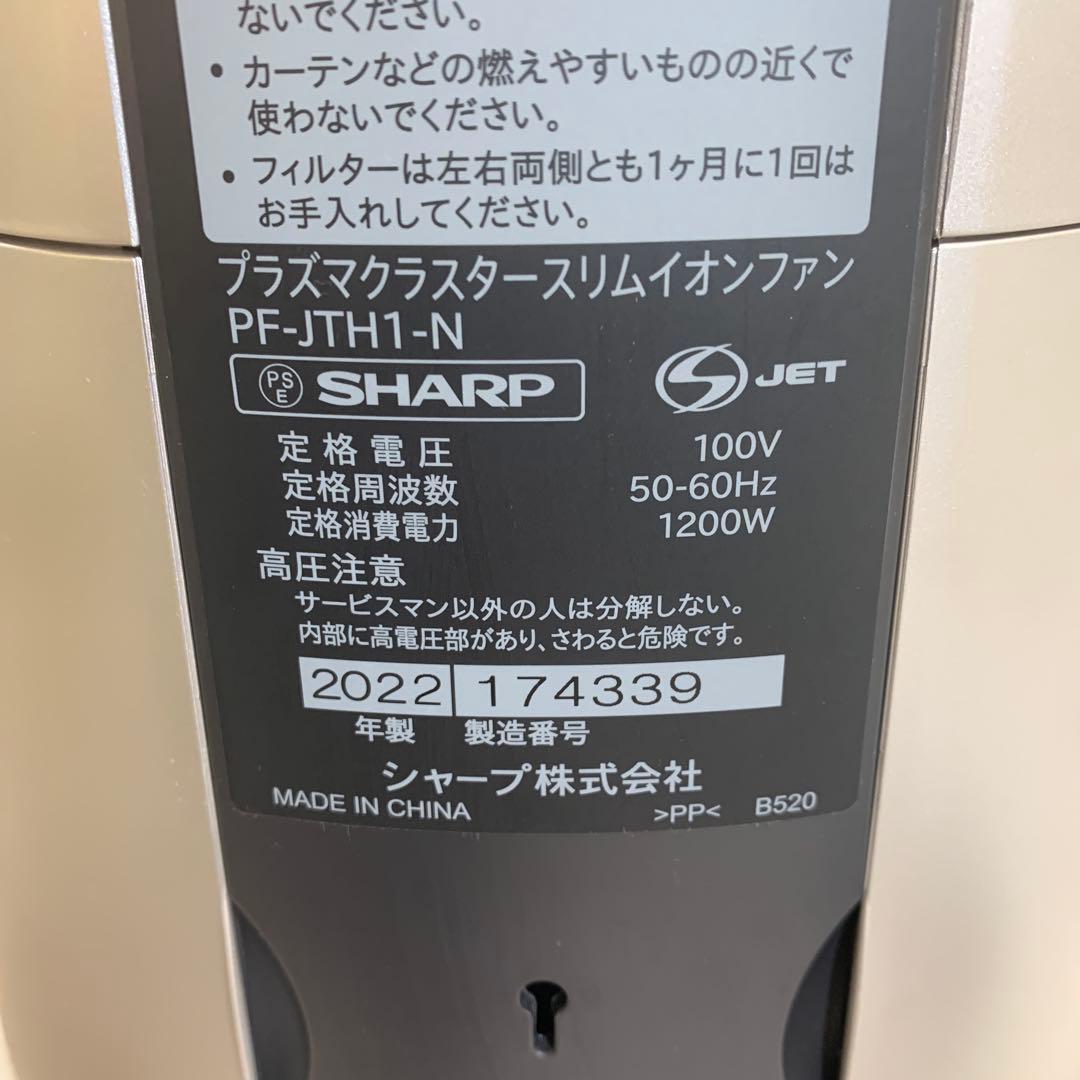 ないでください。
• カーテンなどの燃えやすいものの近くで
使わないでください。
• フィルターは左右両側とも1ヶ月に1回は
お手入れしてください。
プラズマクラスタースリムイオンファン
PF-JTH1-N
PSE SHARP
S JET
定格電圧 100V
定格周波数 50-60Hz
定格消費電力 1200W
高圧注意
サービスマン以外の人は分解しない。
内部に高電圧部があり、さわると危険です。
2022 174339
年製 製造番号
シャープ株式会社
MADE IN CHINA >PP< B520